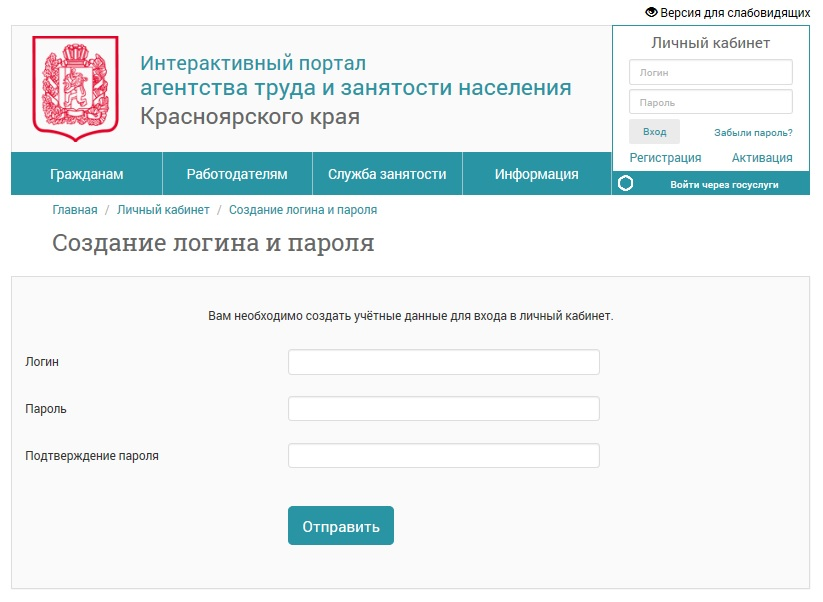 Версия для слабовидящих
Интерактивный портал
агентства труда и занятости населения
Красноярского края
Личный кабинет
Логин
Пароль
Вход Забыли пароль?
Регистрация Активация
Войти через госуслуги
Гражданам Работодателям Служба занятости Информация
Главная / Личный кабинет / Создание логина и пароля
Создание логина и пароля
Вам необходимо создать учётные данные для входа в личный кабинет.
Логин
Пароль
Подтверждение пароля
Отправить